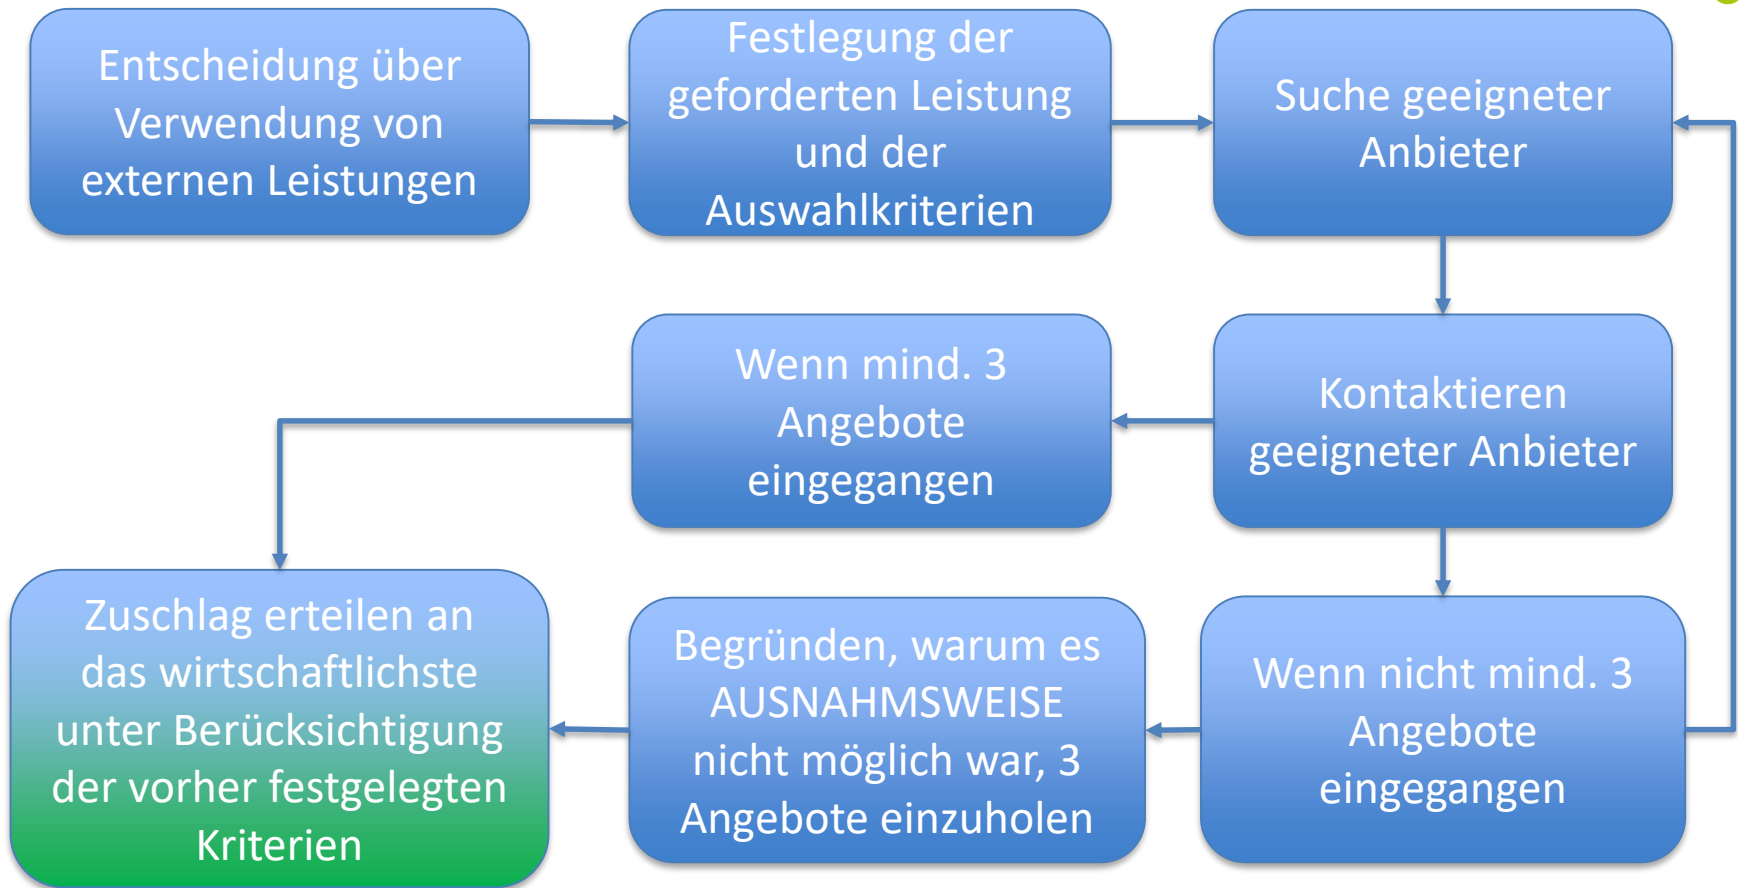 Entscheidung über
Verwendung von
externen Leistungen
Festlegung der
geforderten Leistung
und der
Auswahlkriterien
Suche geeigneter
Anbieter
Wenn mind. 3
Angebote
eingegangen
Kontaktieren
geeigneter Anbieter
Zuschlag erteilen an
das wirtschaftlichste
unter Berücksichtigung
der vorher festgelegten
Kriterien
Begründen, warum es
AUSNAHMSWEISE
nicht möglich war, 3
Angebote einzuholen
Wenn nicht mind. 3
Angebote
eingegangen